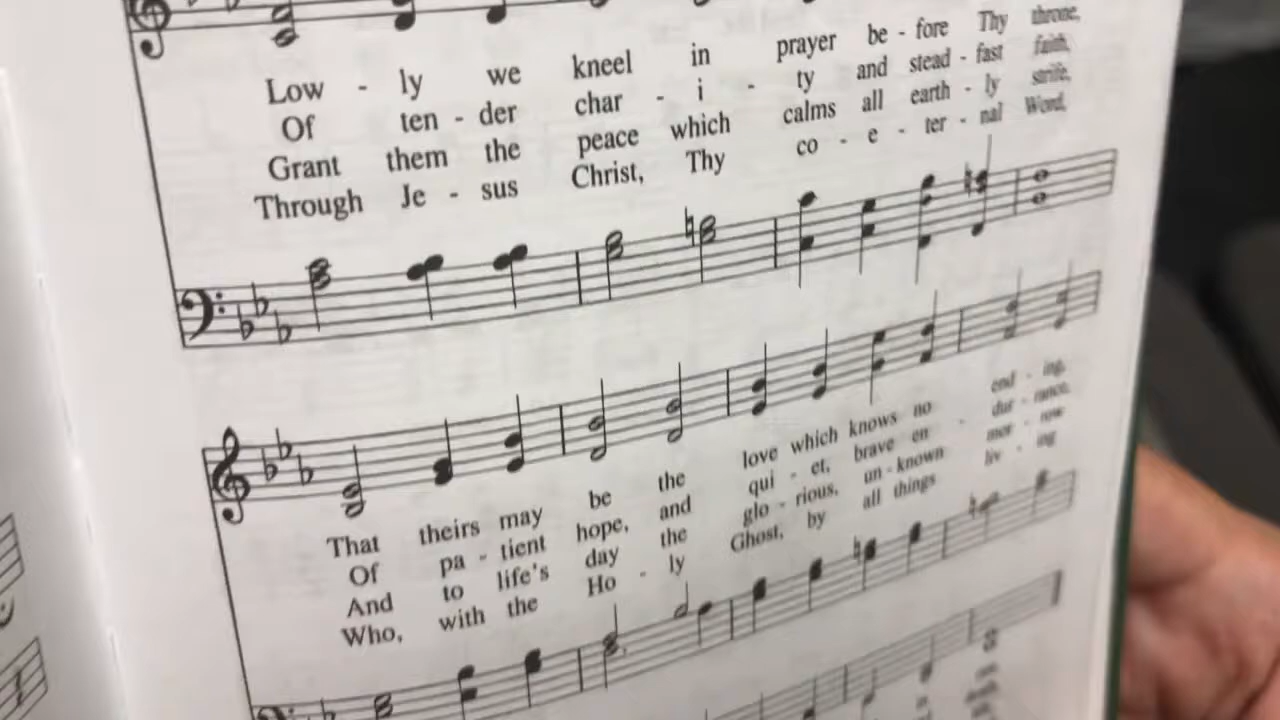 Low - ly we kneel in prayer be - fore Thy throne,
Of ten - der char - i - ty and stead - fast faith,
Grant them the peace which calms all earth - ly strife,
Through Je - sus Christ, Thy co - e - ter - nal Word,
That theirs may be the love which knows no end - ing,
Of pa - tient hope, and qui - et, brave en - dur - rance,
And to life's day the glo - rious, un - known mor - row
Who, with the Ho - ly Ghost, by all things liv - ing